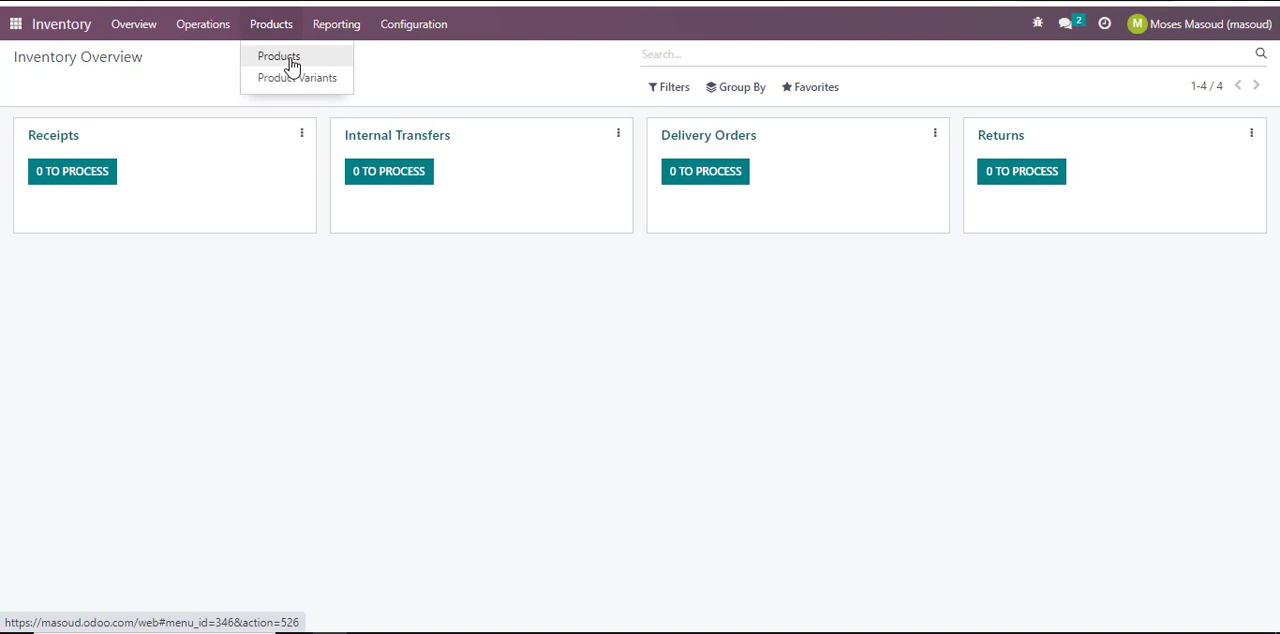 Inventory Overview Operations Products Reporting Configuration 2 M Moses Masoud (masoud)
Inventory Overview Products Search...
Product Variants Filters Group By Favorites 1-4 / 4
Receipts Internal Transfers Delivery Orders Returns
0 TO PROCESS 0 TO PROCESS 0 TO PROCESS 0 TO PROCESS
https://masoud.odoo.com/web#menu_id=346&action=526